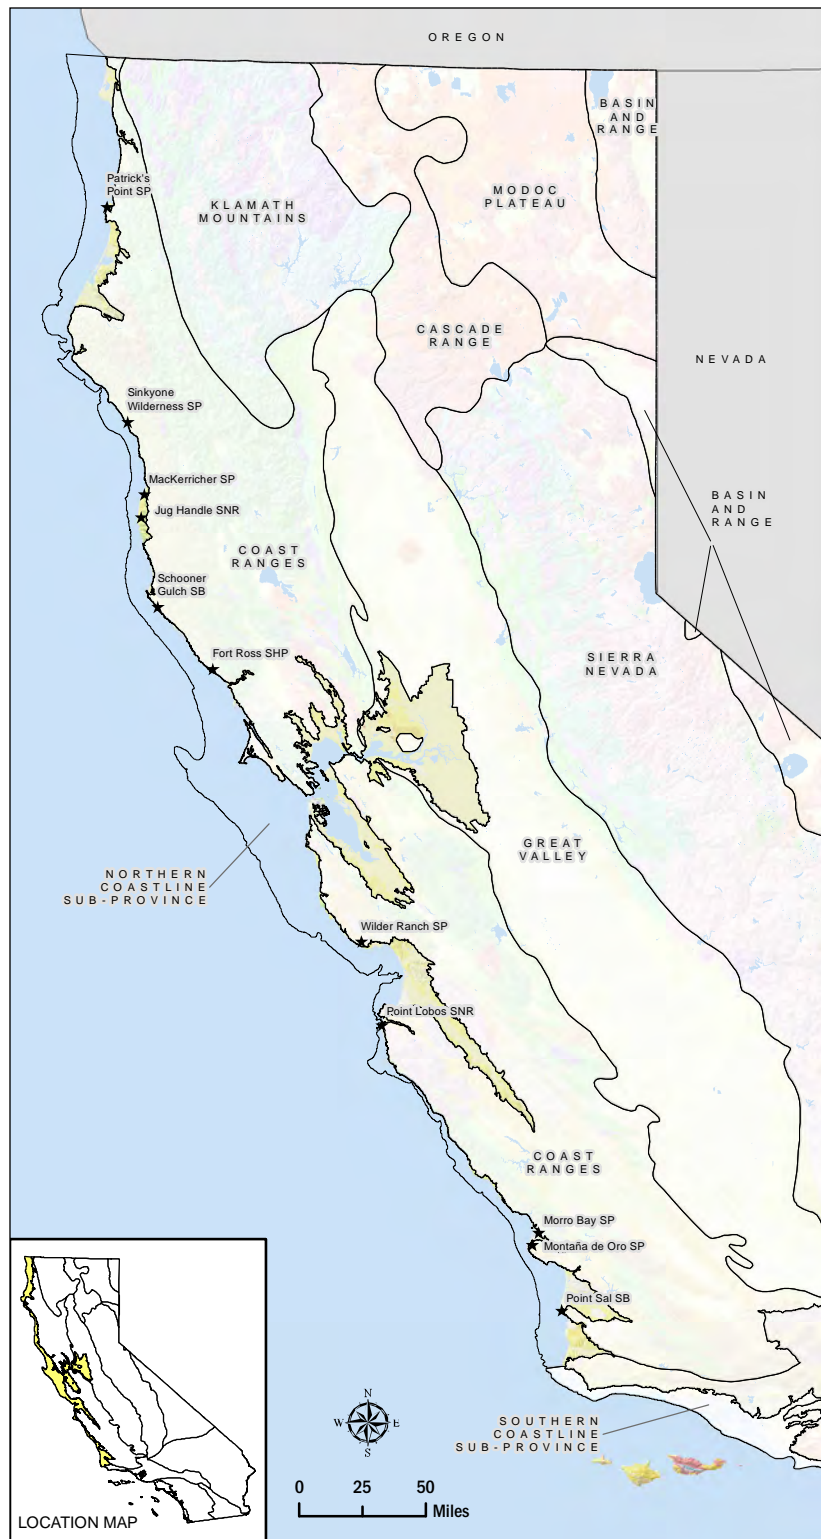 OREGON
BASIN
AND
RANGE
Patrick's
Point SP
KLAMATH
MOUNTAINS
MODOC
PLATEAU
CASCADE
RANGE
NEVADA
Sinkyone
Wilderness SP
MacKerricher SP
Jug Handle SNR
BASIN
AND
RANGE
COAST
RANGES
Schooner
Gulch SB
Fort Ross SHP
SIERRA
NEVADA
GREAT
VALLEY
NORTHERN
COASTLINE
SUB-PROVINCE
Wilder Ranch SP
Point Lobos SNR
COAST
RANGES
Morro Bay SP
Montaña de Oro SP
Point Sal SB
N
W E
S
SOUTHERN
COASTLINE
SUB-PROVINCE
0 25 50
Miles
LOCATION MAP